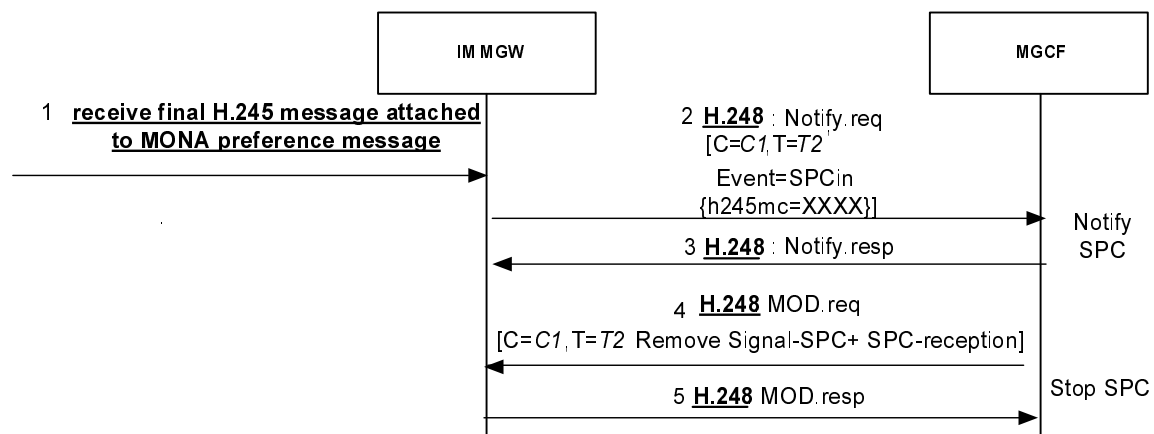 IM MGW
MGCF
1 receive final H.245 message attached
to MONA preference message
2 H.248 : Notify.req
[C=C1,T=T2
Event=SPCin
{h245mc=XXXX}]
Notify
SPC
3 H.248 : Notify.resp
4 H.248 MOD.req
[C=C1,T=T2 Remove Signal-SPC+ SPC-reception]
Stop SPC
5 H.248 MOD.resp